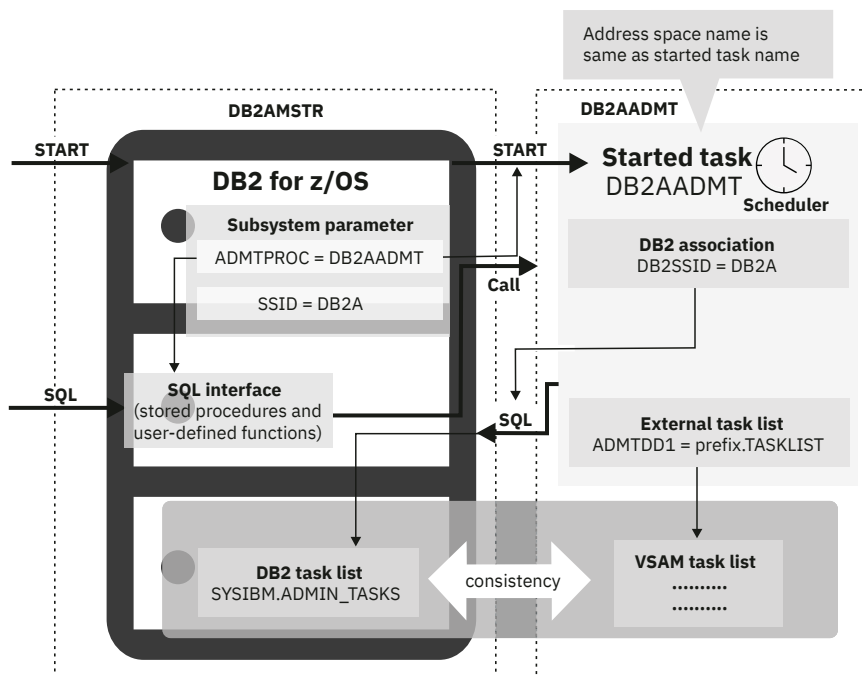 Address space name is
same as started task name
DB2AMSTR
DB2AADMT
START
START
DB2 for z/OS
Started task
DB2AADMT
Scheduler
Subsystem parameter
ADMTPROC = DB2AADMT
SSID = DB2A
Call
DB2 association
DB2SSID = DB2A
SQL
SQL interface
(stored procedures and
user-defined functions)
SQL
External task list
ADMTDD1 = prefix.TASKLIST
DB2 task list
SYSIBM.ADMIN_TASKS
consistency
VSAM task list
..........
..........